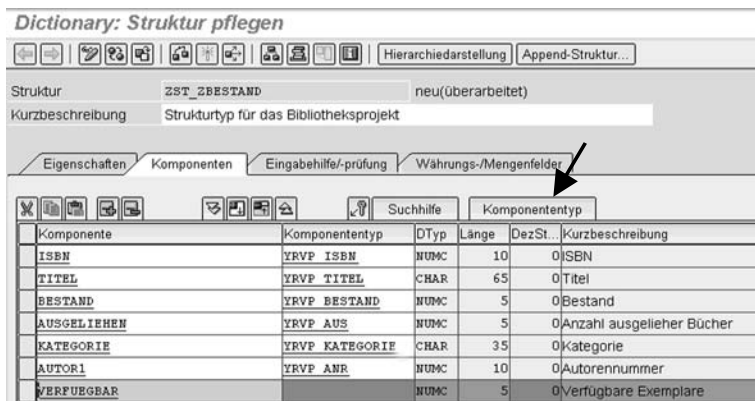 Dictionary: Struktur pflegen
Hierarchiedarstellung Append-Struktur...
Struktur ZST_ZBESTAND neu(überarbeitet)
Kurzbeschreibung Strukturtyp für das Bibliotheksprojekt
Eigenschaften Komponenten Eingabehilfe/-prüfung Währungs-/Mengenfelder
Suchhilfe Komponententyp
Komponente Komponententyp DTyp Länge DezSt... Kurzbeschreibung
ISBN YRVP_ISBN NUMC 10 0 ISBN
TITEL YRVP_TITEL CHAR 65 0 Titel
BESTAND YRVP_BESTAND NUMC 5 0 Bestand
AUSGELIEHEN YRVP_AUS NUMC 5 0 Anzahl ausgelieher Bücher
KATEGORIE YRVP_KATEGORIE CHAR 35 0 Kategorie
AUTOR1 YRVP_ANR NUMC 10 0 Autorennummer
VERFUEGBAR NUMC 5 0 Verfügbare Exemplare